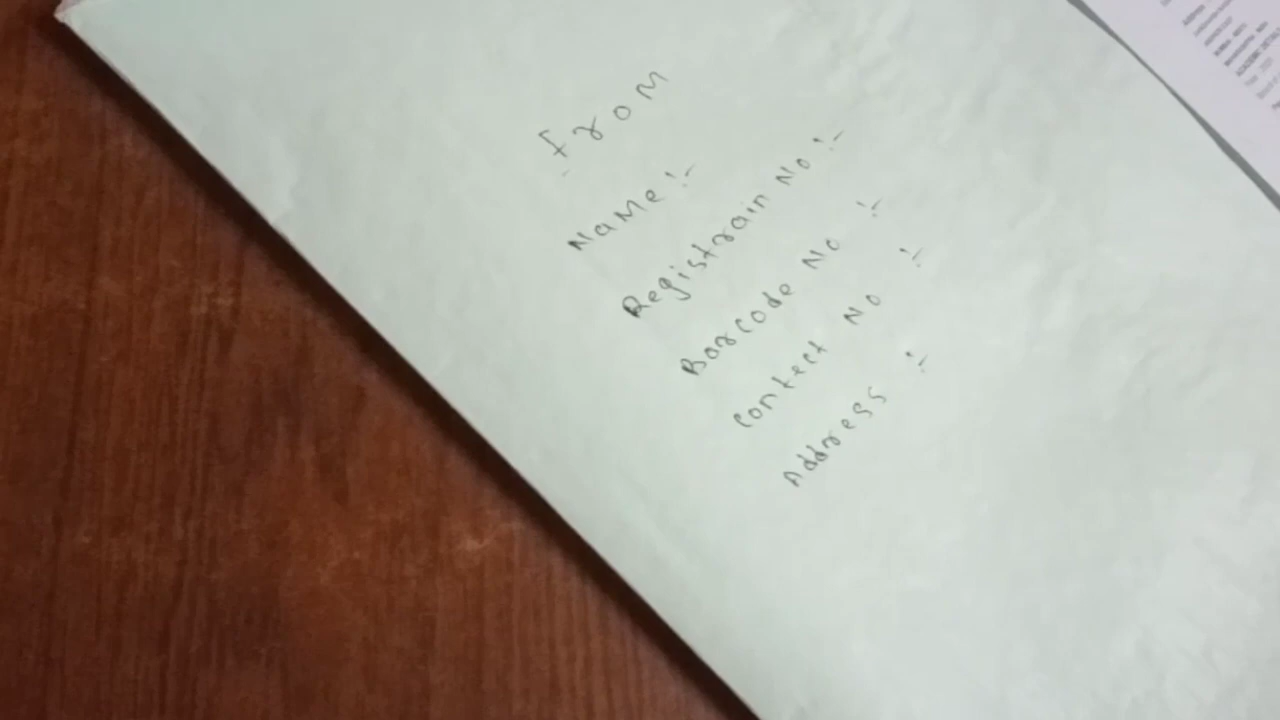 From
Name :-
Registrain No :-
Barcode No :-
Contect No :-
Address :-